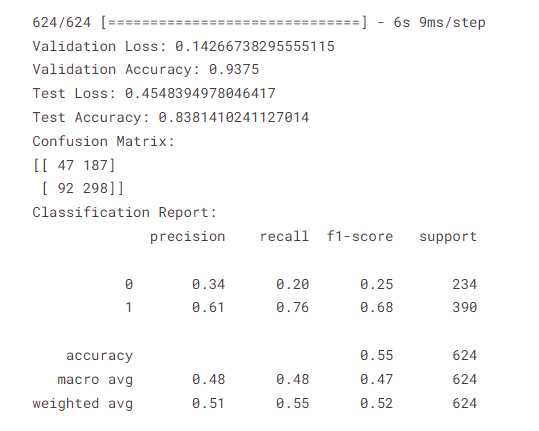 624/624 [==============================] - 6s 9ms/step
Validation Loss: 0.14266738295555115
Validation Accuracy: 0.9375
Test Loss: 0.4548394978046417
Test Accuracy: 0.8381410241127014
Confusion Matrix:
[[ 47 187]
 [ 92 298]]
Classification Report:
              precision    recall  f1-score   support
           0       0.34      0.20      0.25       234
           1       0.61      0.76      0.68       390
    accuracy                           0.55       624
   macro avg       0.48      0.48      0.47       624
weighted avg       0.51      0.55      0.52       624